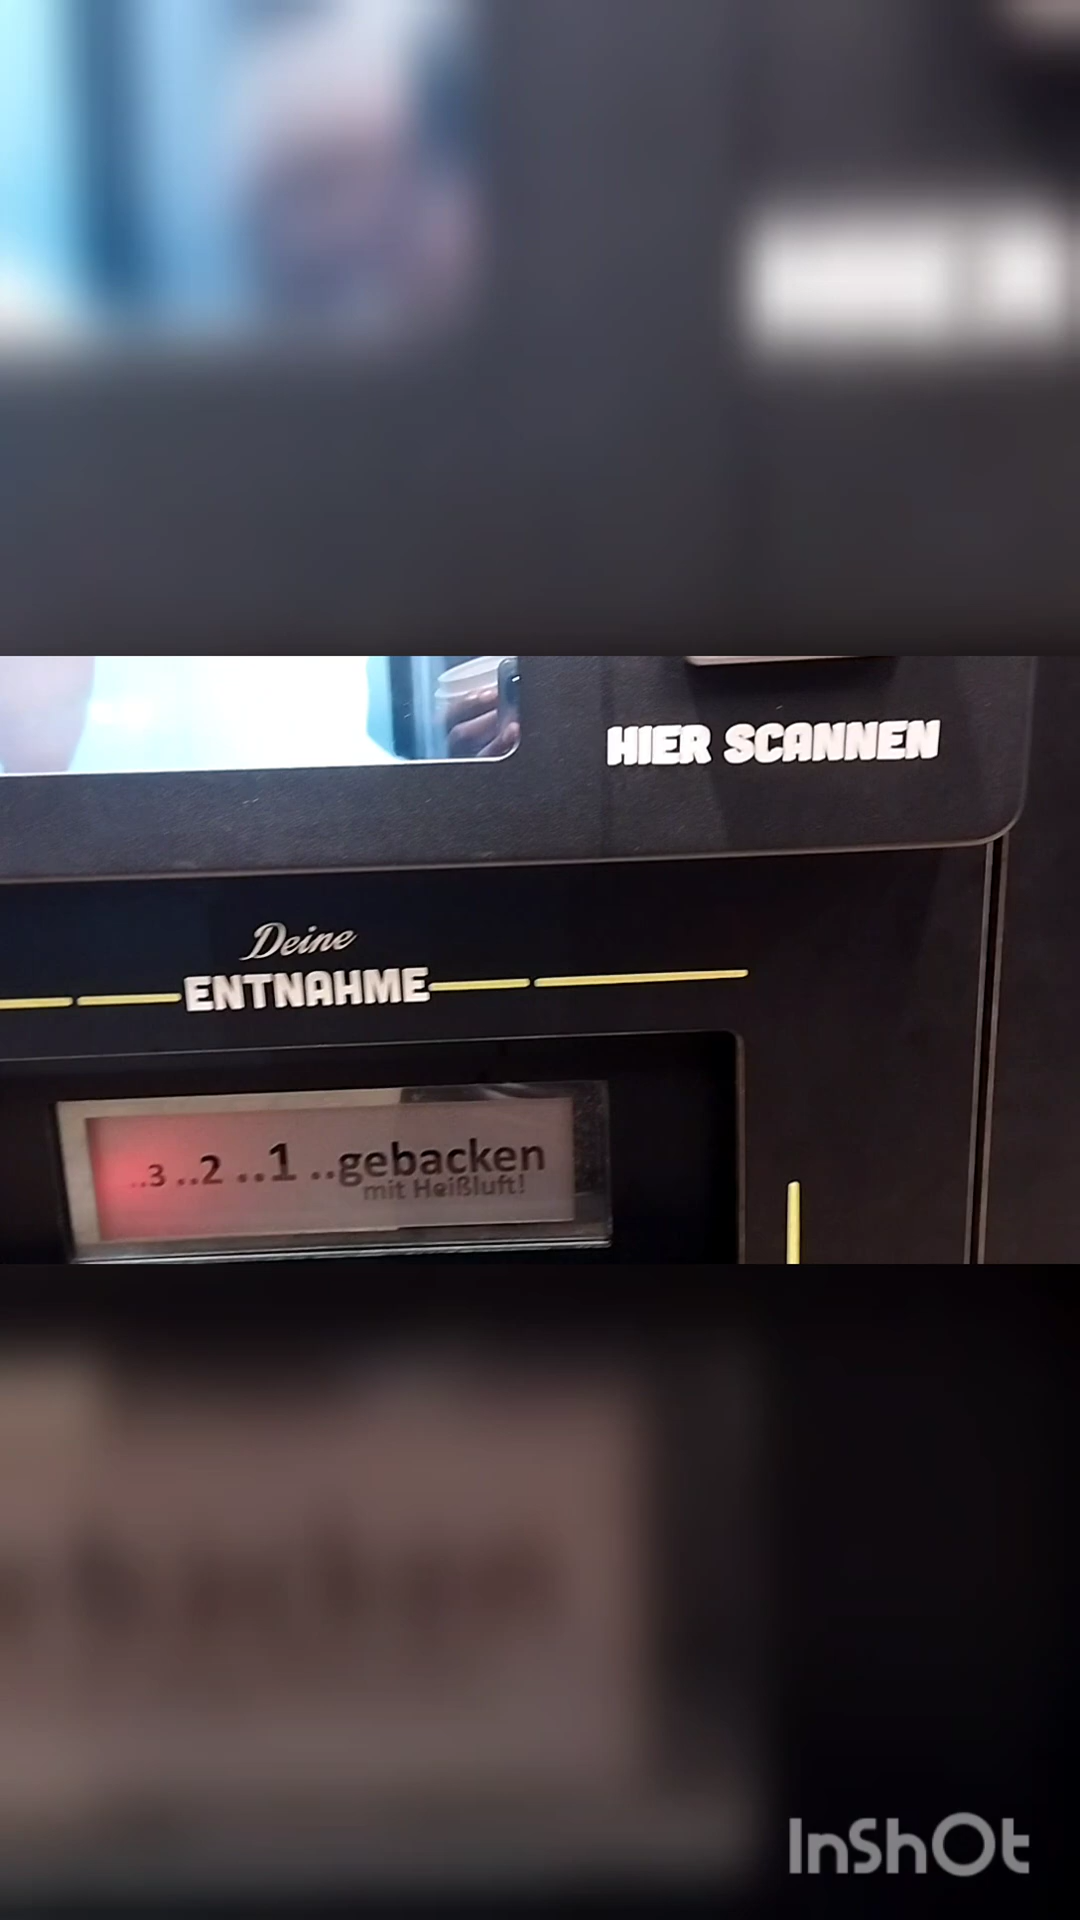 HIER SCANNEN
Deine
ENTNAHME
..3 ..2 ..1 ..gebacken
mit Heißluft!
InShOt